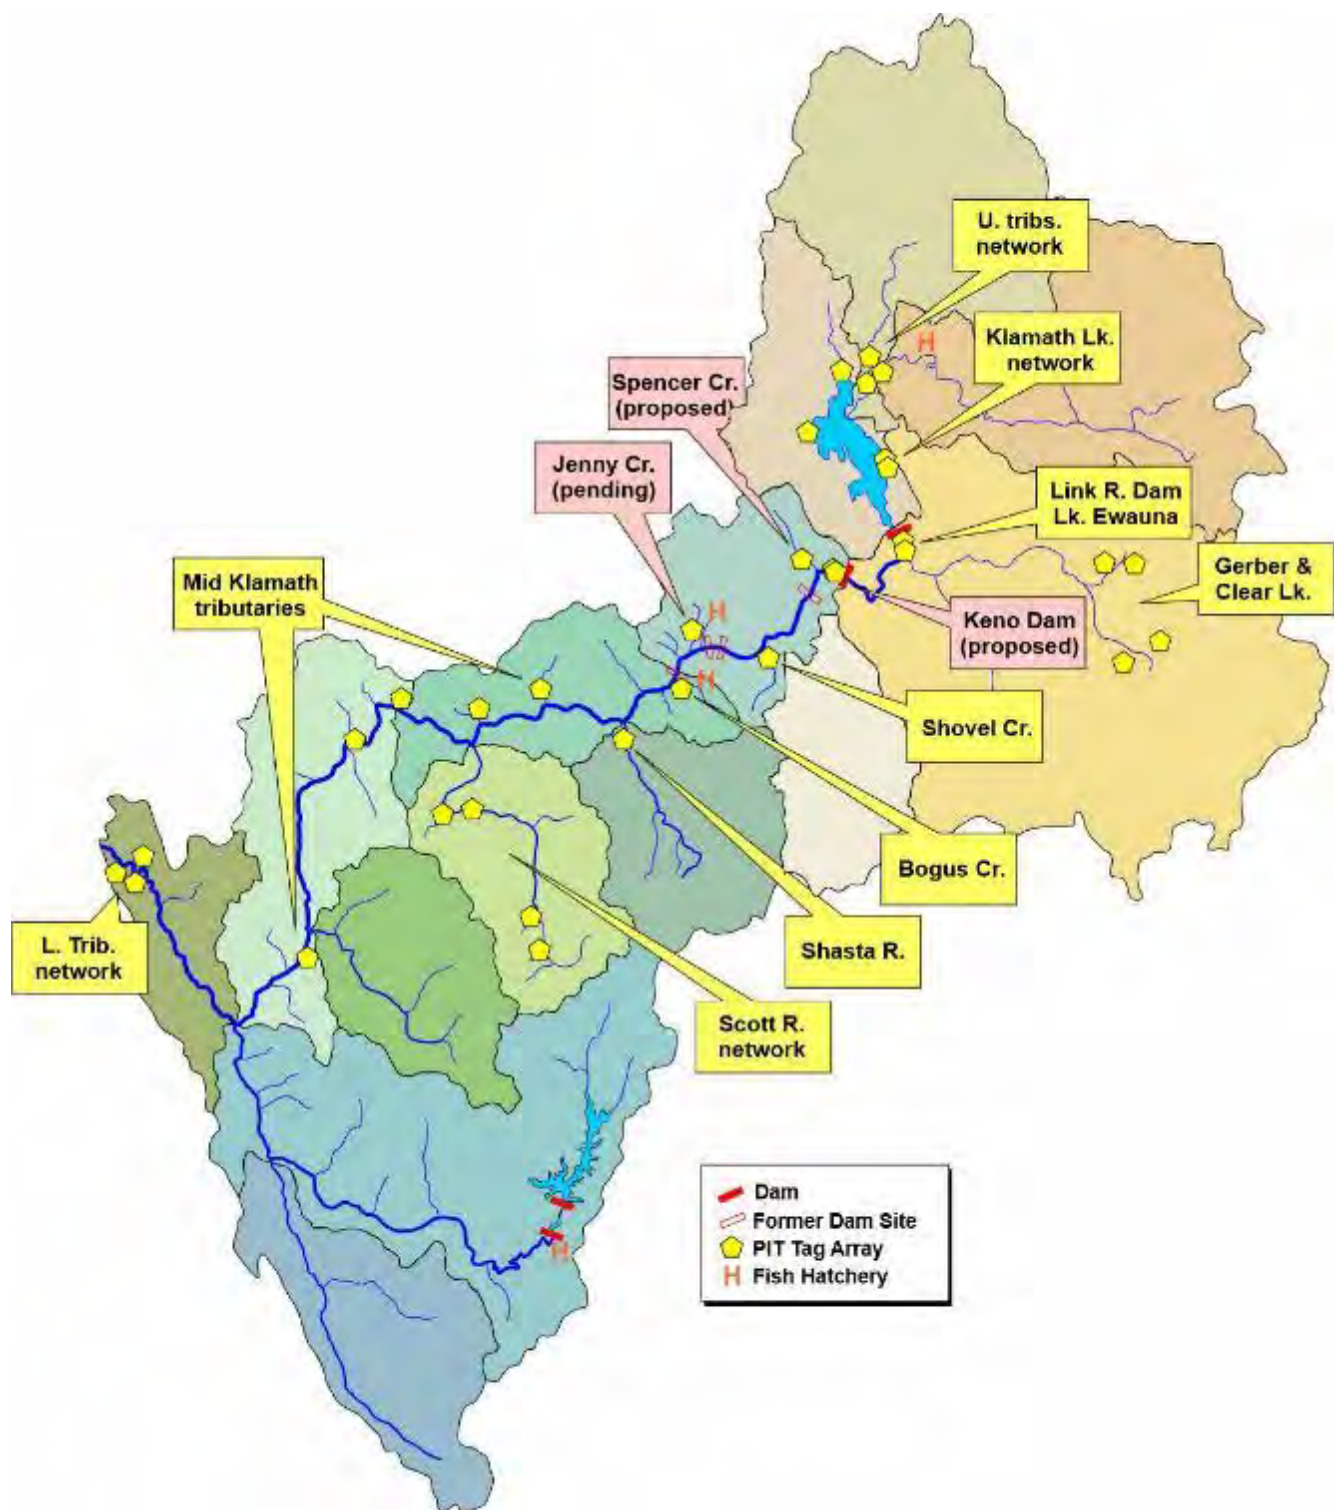 U. tribs.
network
Klamath Lk.
network
Spencer Cr.
(proposed)
Jenny Cr.
(pending)
Link R. Dam
Lk. Ewauna
Gerber &
Clear Lk.
Mid Klamath
tributaries
Keno Dam
(proposed)
Shovel Cr.
Bogus Cr.
Shasta R.
L. Trib.
network
Scott R.
network
H
H
H
H
Dam
Former Dam Site
PIT Tag Array
H Fish Hatchery